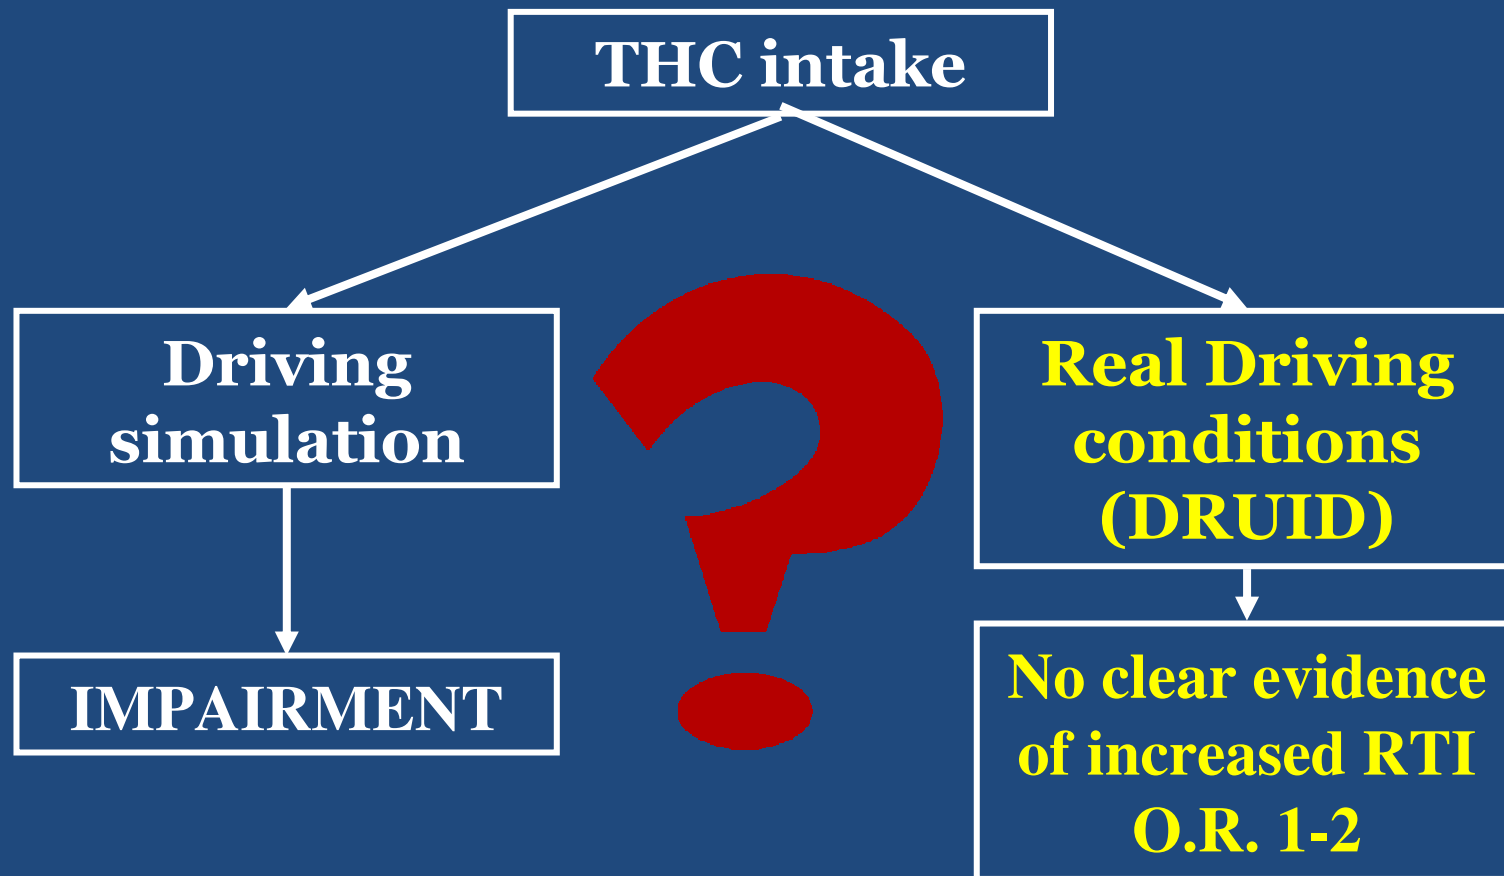 THC intake
Driving
simulation
Real Driving
conditions
(DRUID)
?
IMPAIRMENT
No clear evidence
of increased RTI
O.R. 1-2